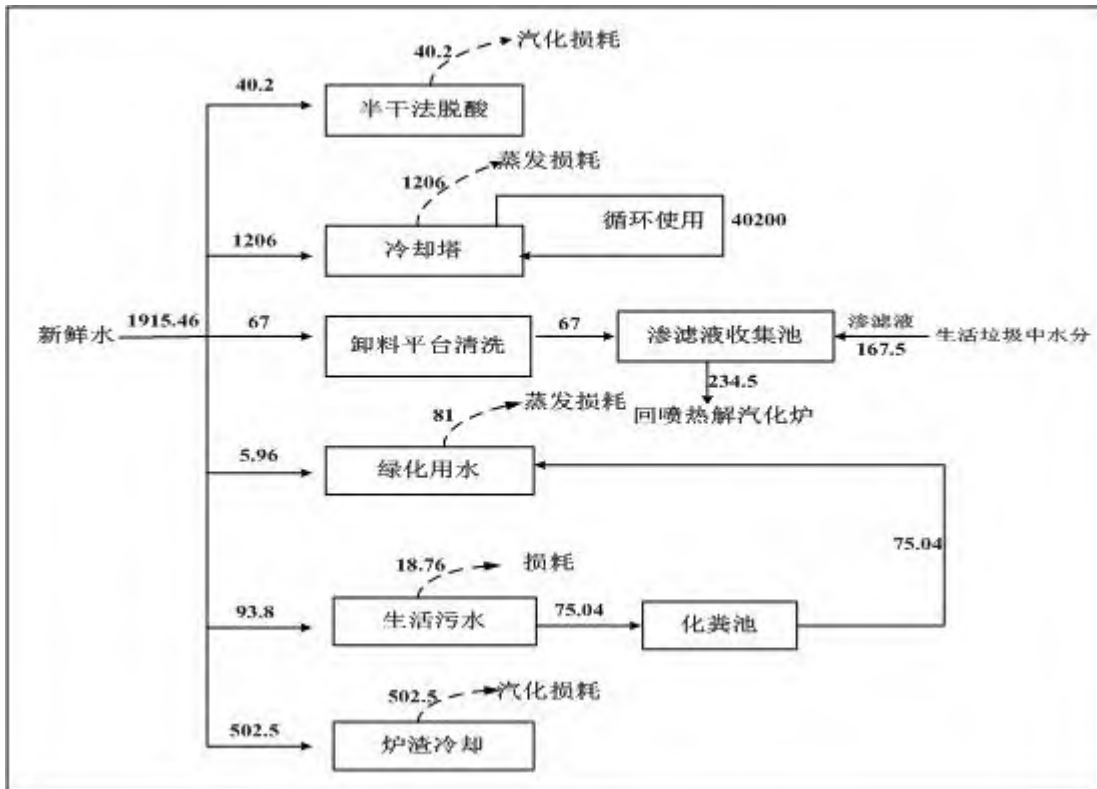 40.2
汽化损耗
40.2
半干法脱酸
蒸发损耗
1206
循环使用
40200
1206
冷却塔
新鲜水
1915.46
67
卸料平台清洗
67
渗滤液收集池
渗滤液
167.5
生活垃圾中水分
234.5
回喷热解汽化炉
81
蒸发损耗
5.96
绿化用水
75.04
18.76
损耗
93.8
生活污水
75.04
化粪池
502.5
汽化损耗
502.5
炉渣冷却